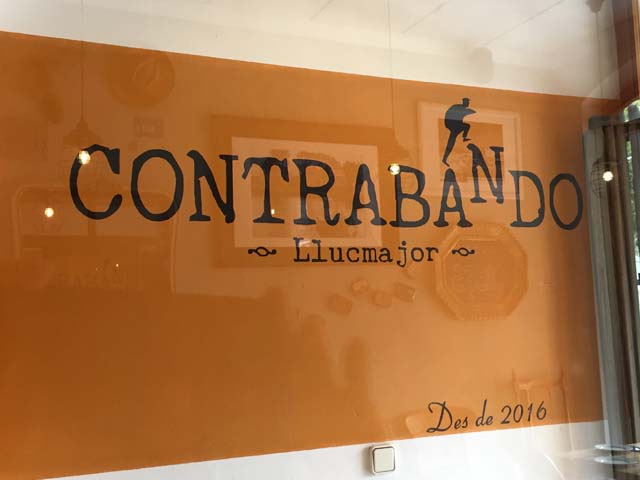 CONTRABANDO
Llucmajor
Des de 2016